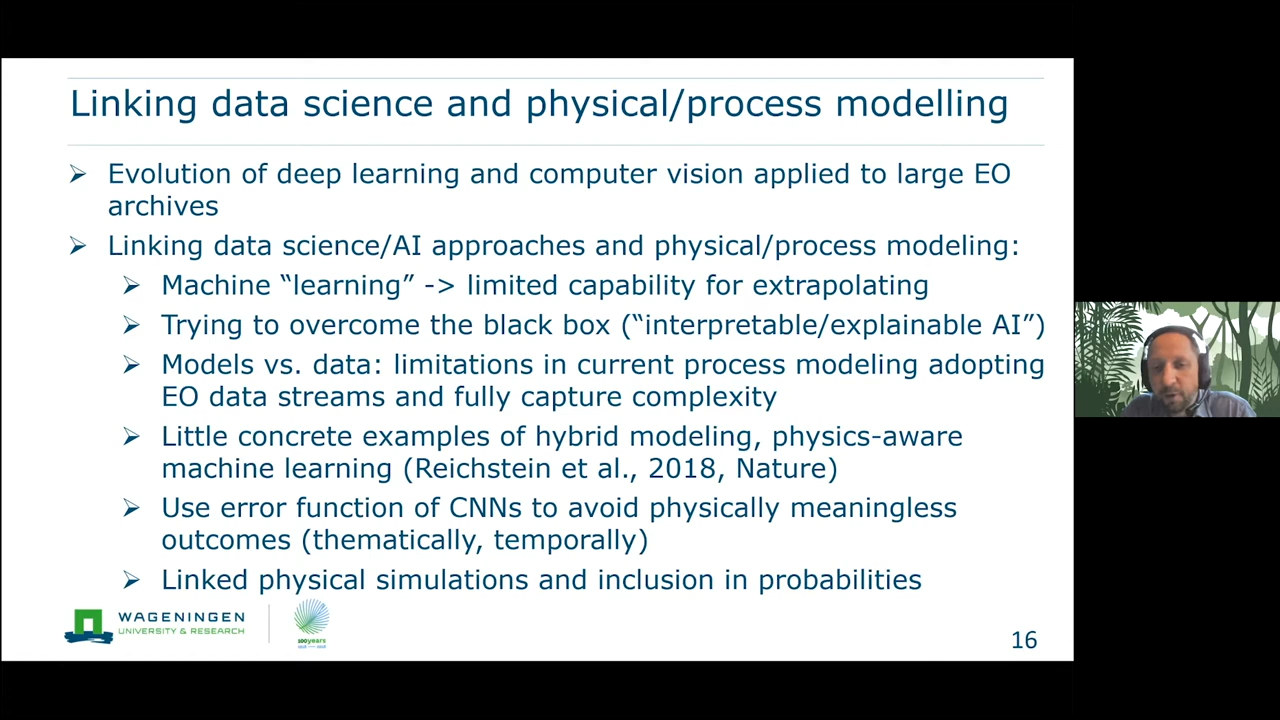 Linking data science and physical/process modelling
➢ Evolution of deep learning and computer vision applied to large EO
archives
➢ Linking data science/AI approaches and physical/process modeling:
➢ Machine “learning” -> limited capability for extrapolating
➢ Trying to overcome the black box (“interpretable/explainable AI”)
➢ Models vs. data: limitations in current process modeling adopting
EO data streams and fully capture complexity
➢ Little concrete examples of hybrid modeling, physics-aware
machine learning (Reichstein et al., 2018, Nature)
➢ Use error function of CNNs to avoid physically meaningless
outcomes (thematically, temporally)
➢ Linked physical simulations and inclusion in probabilities
WAGENINGEN
UNIVERSITY & RESEARCH
100years
16